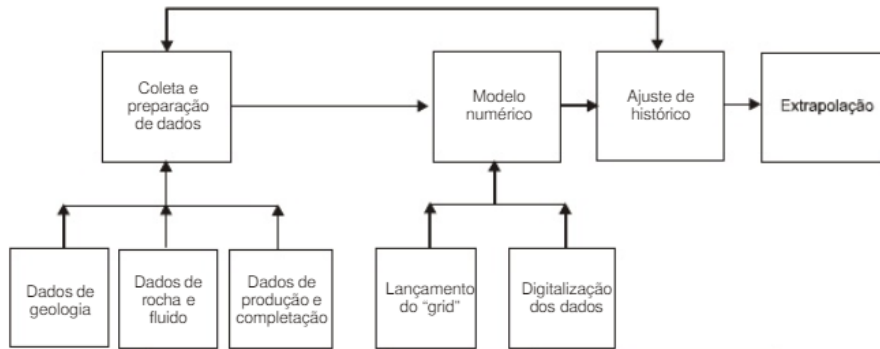 Coleta e
preparação
de dados
Modelo
numérico
Ajuste de
histórico
Extrapolação
Dados de
geologia
Dados de
rocha e
fluido
Dados de
produção e
completação
Lançamento
do “grid”
Digitalização
dos dados